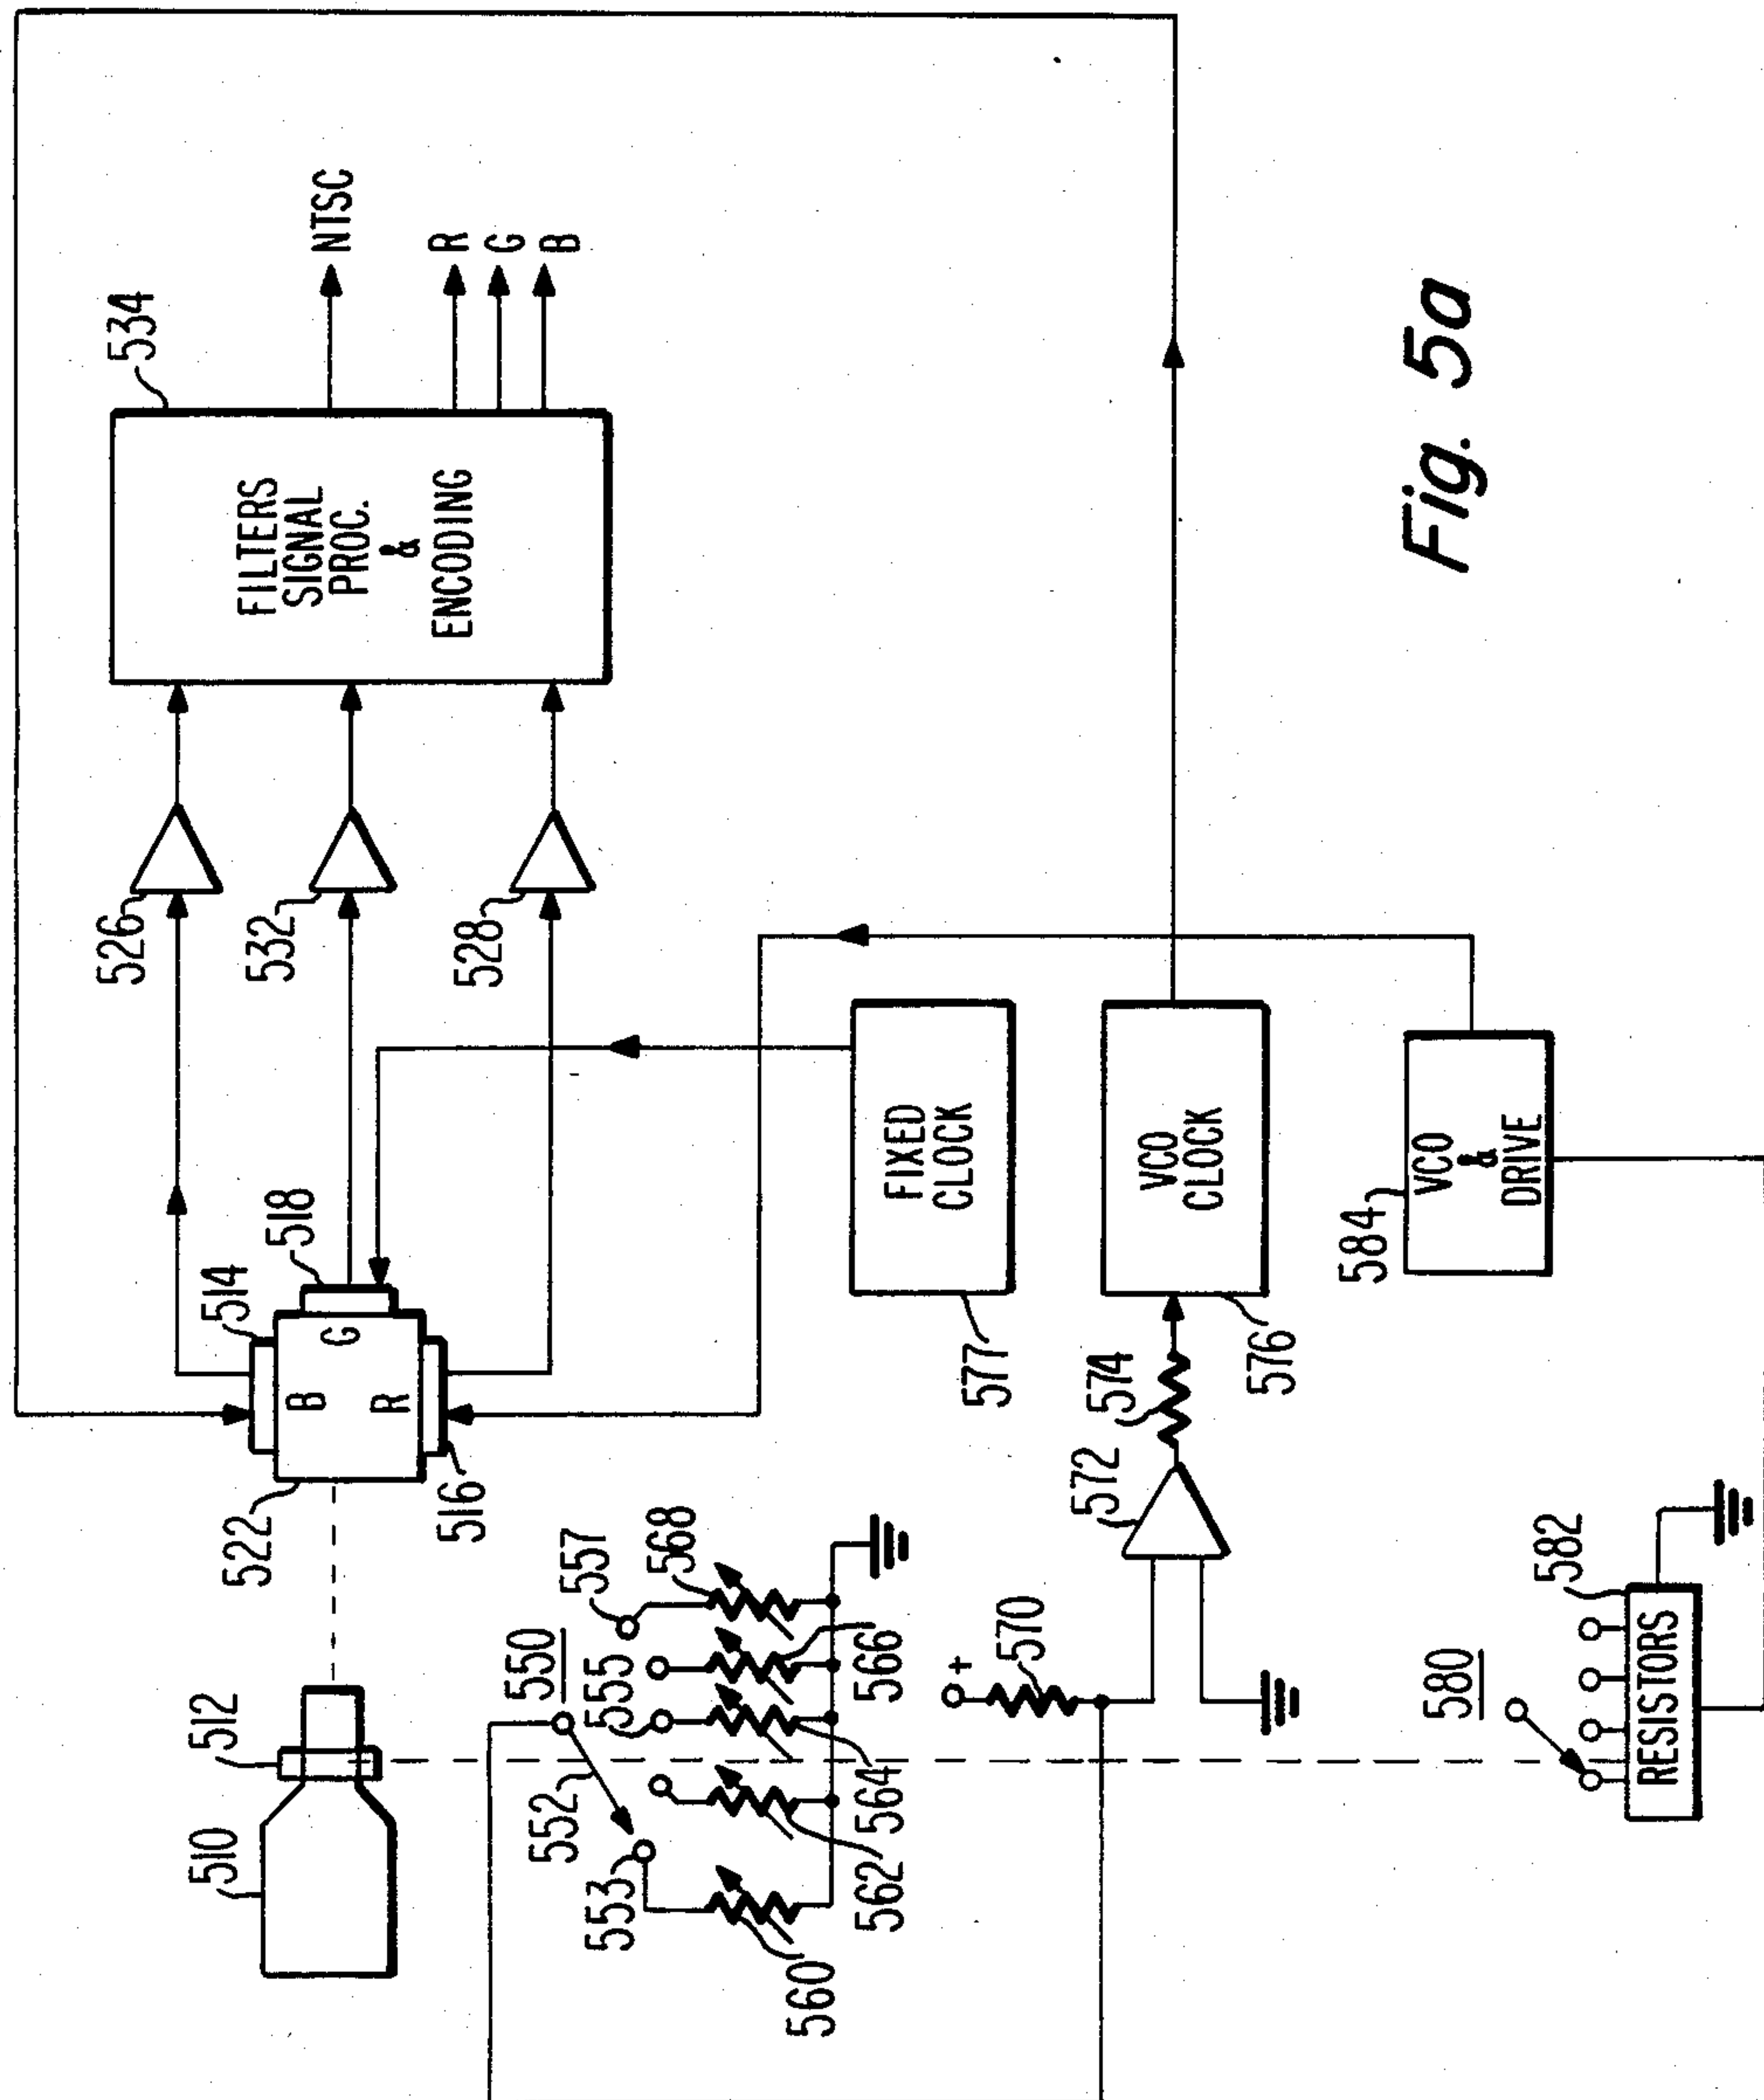 510
512
522
514
B
G
R
518
516
526
532
528
534
FILTERS
SIGNAL
PROC.
&
ENCODING
NTSC
R
G
B
550
552
553
555
557
560
562
564
566
568
+
570
572
574
FIXED
CLOCK
577
VCO
CLOCK
576
580
RESISTORS
582
VCO
&
DRIVE
584
Fig. 5a